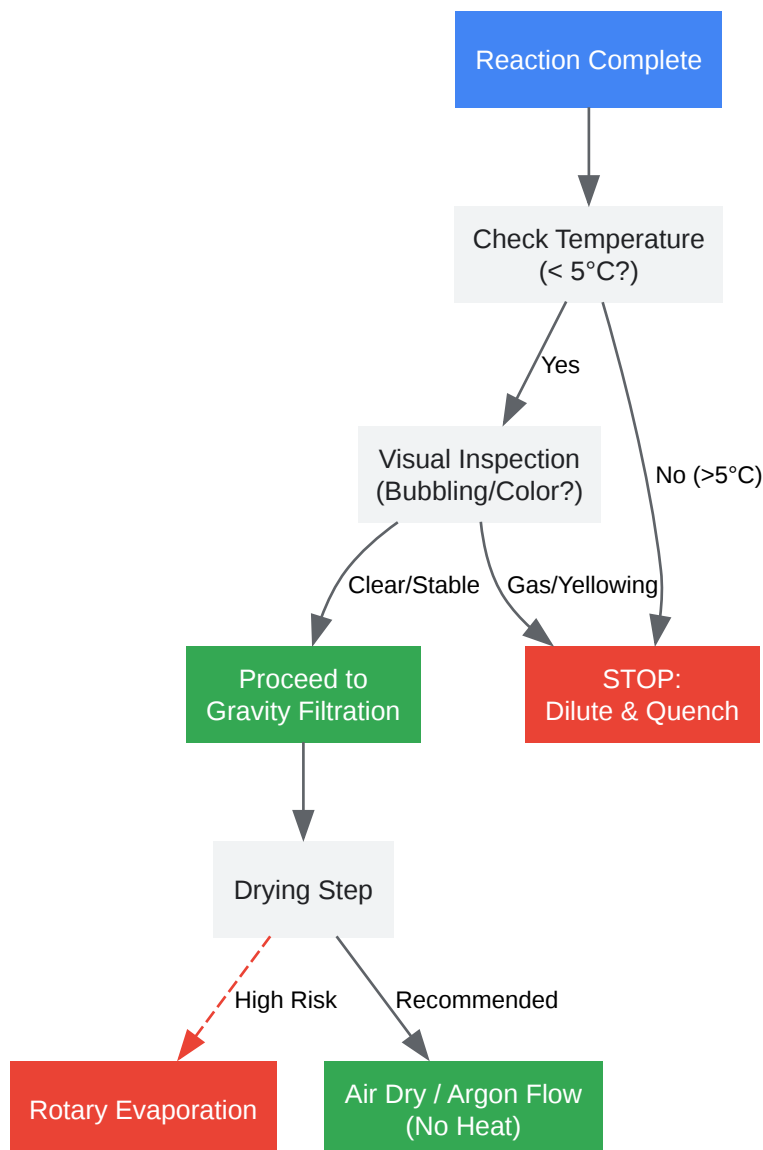 Reaction Complete
Check Temperature
(< 5°C?)
Yes
Visual Inspection
(Bubbling/Color?)
No (>5°C)
Clear/Stable
Gas/Yellowing
Proceed to
Gravity Filtration
STOP:
Dilute & Quench
Drying Step
High Risk
Recommended
Rotary Evaporation
Air Dry / Argon Flow
(No Heat)